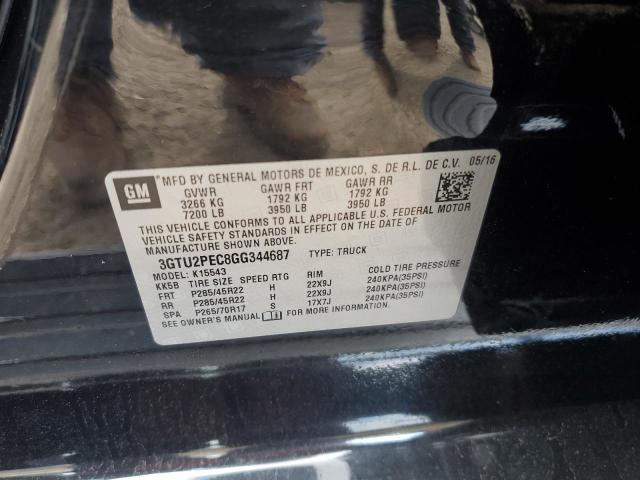 GM
MFD BY GENERAL MOTORS DE MEXICO, S. DE R.L. DE C.V. 05/16
GVWR GAWR FRT GAWR RR
3266 KG 1792 KG 1792 KG
7200 LB 3950 LB 3950 LB
THIS VEHICLE CONFORMS TO ALL APPLICABLE U.S. FEDERAL MOTOR
VEHICLE SAFETY STANDARDS IN EFFECT ON THE DATE OF
MANUFACTURE SHOWN ABOVE.
3GTU2PEC8GG344687 TYPE: TRUCK
MODEL: K15543
KK5B TIRE SIZE SPEED RTG RIM COLD TIRE PRESSURE
FRT P285/45R22 H 22X9J 240KPA(35PSI)
RR P285/45R22 H 22X9J 240KPA(35PSI)
SPA P265/70R17 S 17X7J 240KPA(35PSI)
SEE OWNER'S MANUAL FOR MORE INFORMATION.